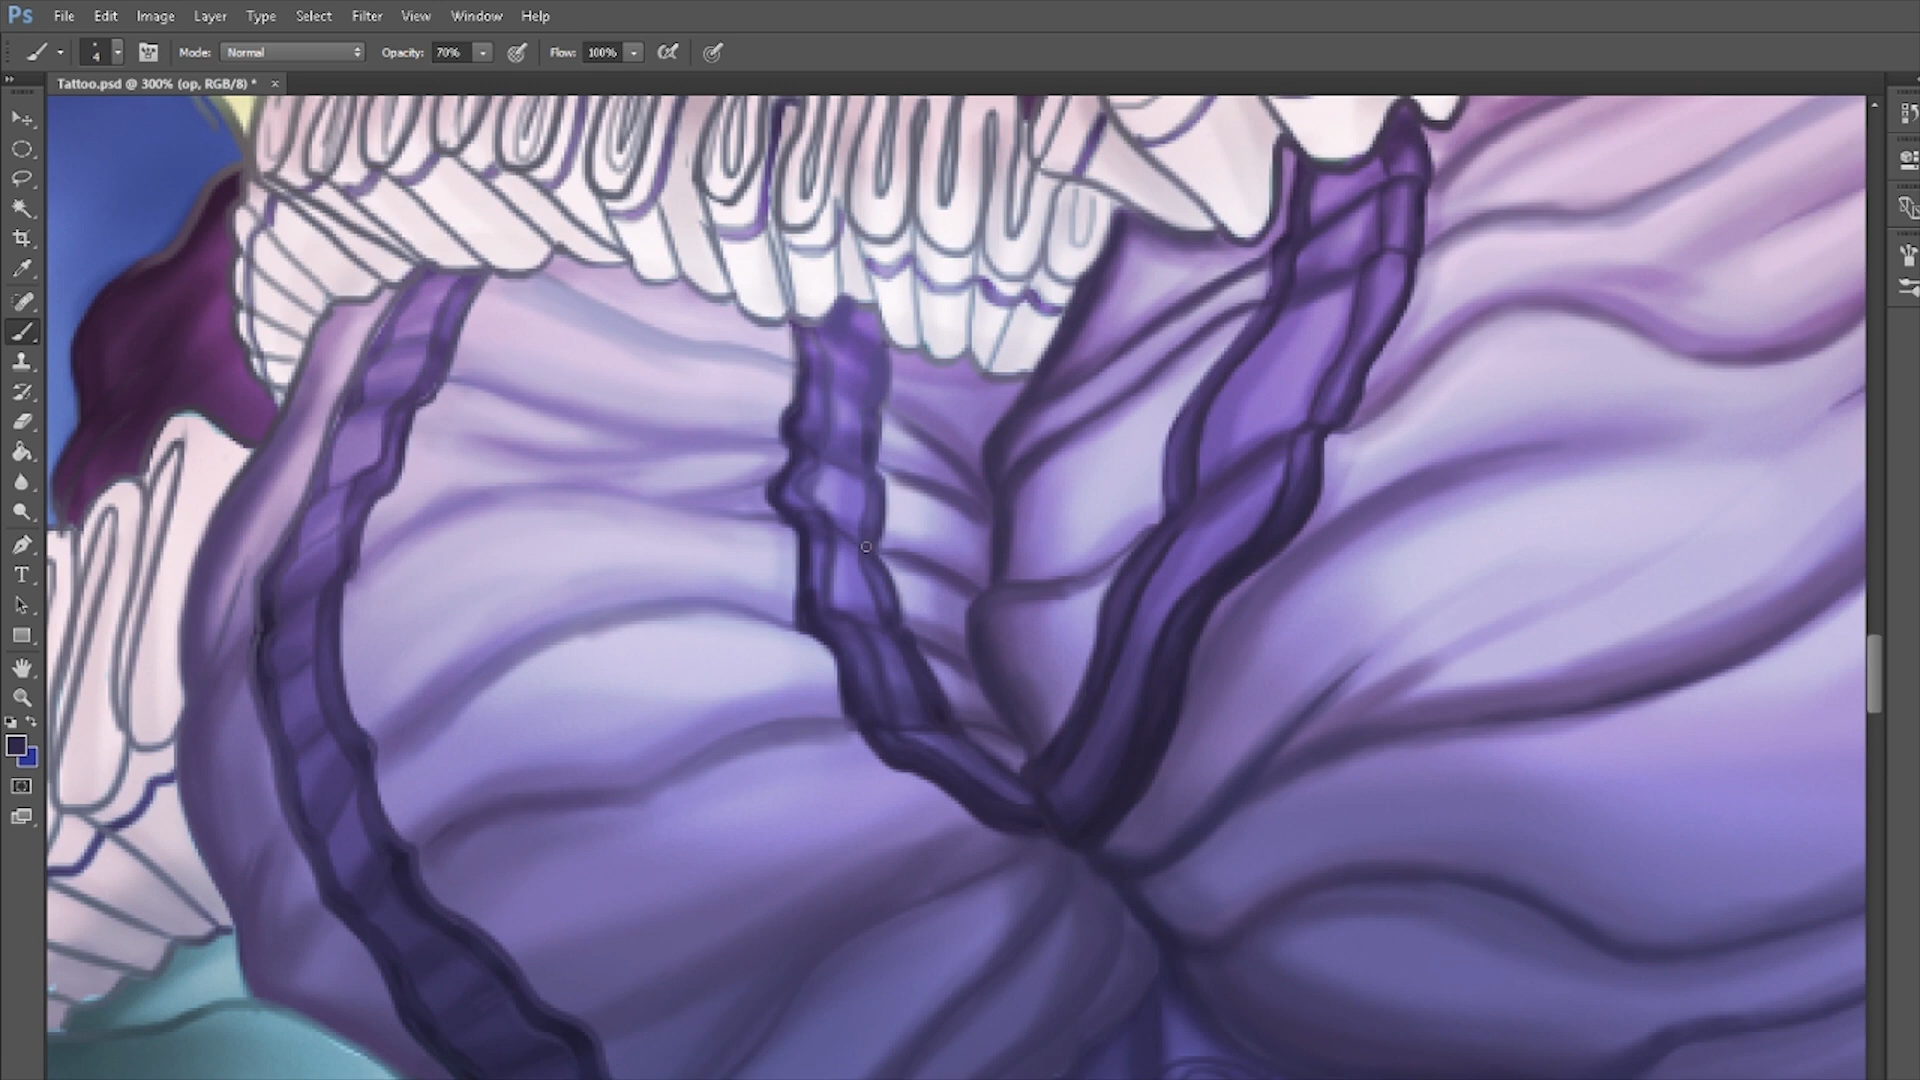 Ps File Edit Image Layer Type Select Filter View Window Help
4 Mode: Normal Opacity: 70% Flow: 100%
Tattoo.psd @ 300% (op, RGB/8) * ×
T